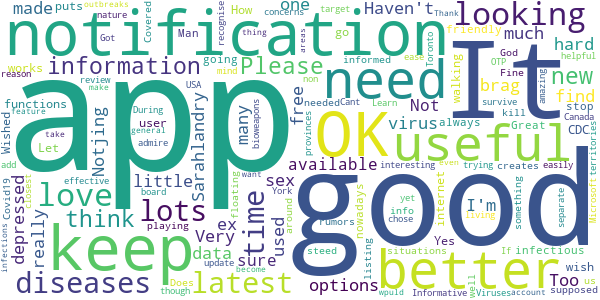 made puts Covered nature Got Haven't one How target go looking
outbreaks Man recognise concerns OTP areas Toronto friendly ease
notification
works reason review thing USA mind make
information going Please informed much hard
functions feature user During take general admire
app
need
It
new
find
brag
walking God Fine helpful amazing
survive kill stop
Wished add Let
Notjing
Sarahlandry
many bioweapons
free needed Not Cant Learn non
OK
virus always Great CDC Canada
useful
provinces
territories
Covid19
infections
depressed
love
little
effective closest
think
lots
board Does
really
Very
keep
diseases
time
sex
ex
York want
playing
used
data
update
sure
though
latest
floating
become
available
interesting trying even creates easily
good
around nowadays
rumors
steed
options
yet
info
chose
listing
Yes
internet
situations
I'm
living
If infectious
something
Microsoft
separate
better
wish
Too us
supposed
well wpuld Informative Viruses account
Thank